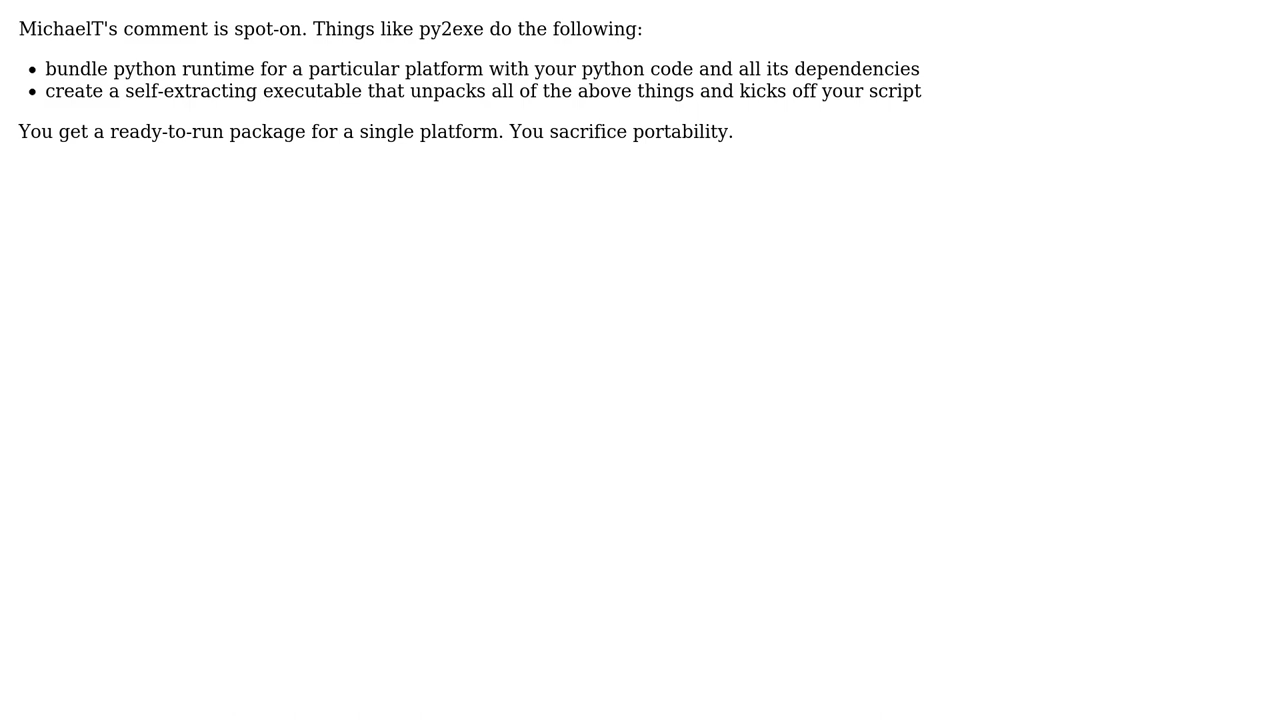 MichaelT's comment is spot-on. Things like py2exe do the following:
• bundle python runtime for a particular platform with your python code and all its dependencies
• create a self-extracting executable that unpacks all of the above things and kicks off your script
You get a ready-to-run package for a single platform. You sacrifice portability.